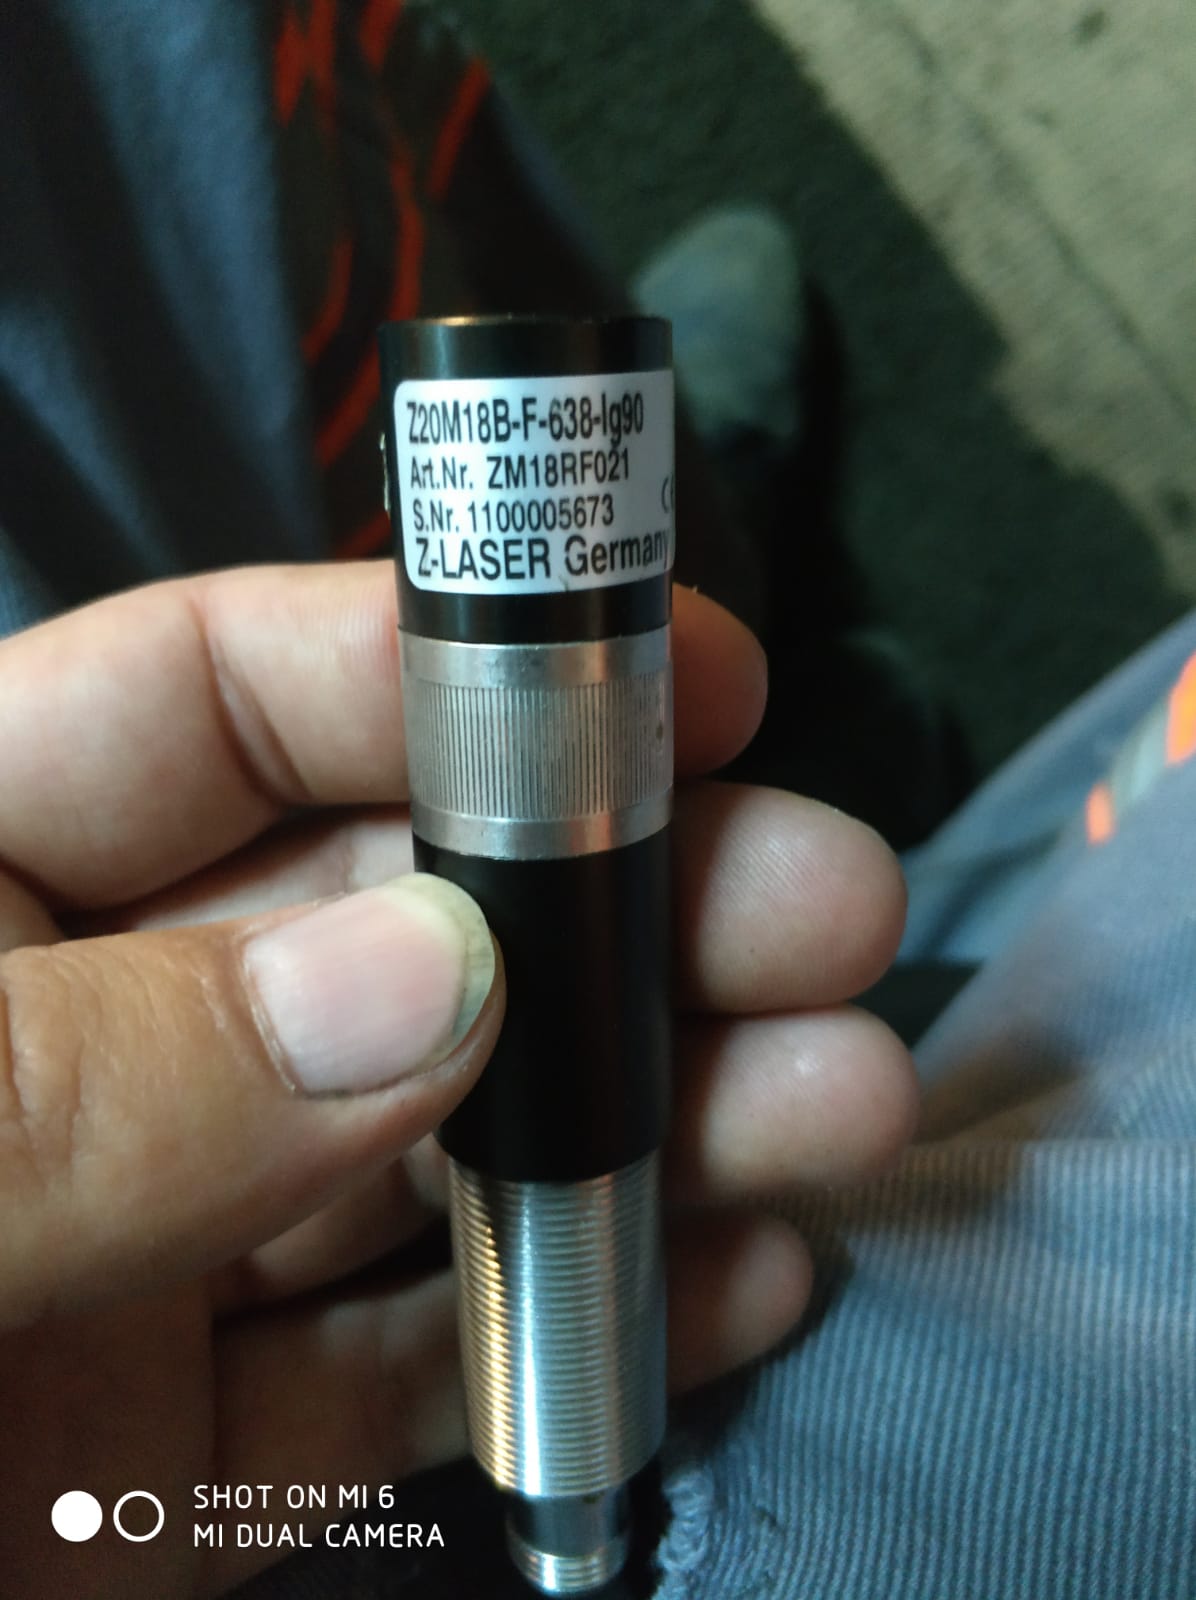 Z20M18B-F-638-lg90
Art.Nr. ZM18RF021
S.Nr. 1100005673
Z-LASER Germany
SHOT ON MI 6
MI DUAL CAMERA